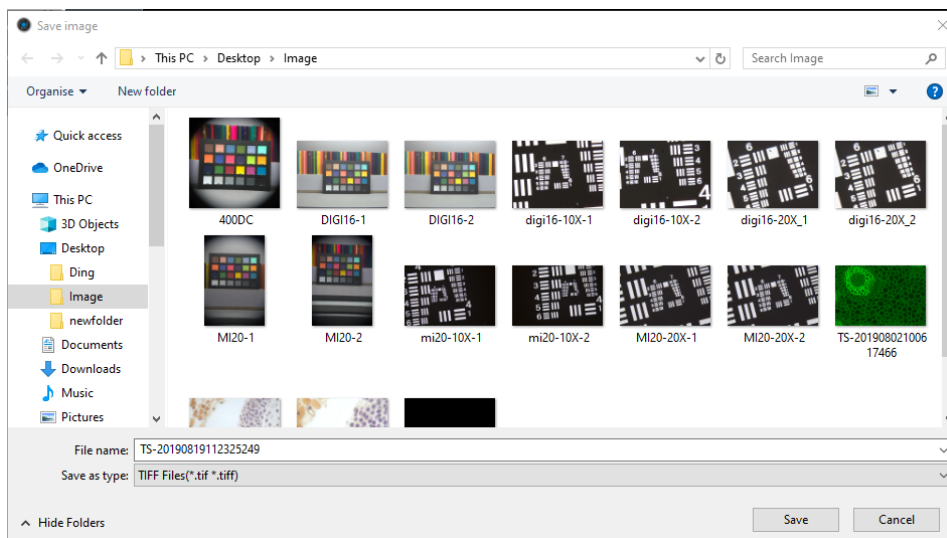 Save image
This PC > Desktop > Image
Search Image
Organise
New folder
Quick access
OneDrive
This PC
3D Objects
Desktop
Ding
Image
newfolder
Documents
Downloads
Music
Pictures
400DC
DIGI16-1
DIGI16-2
digi16-10X-1
digi16-10X-2
digi16-20X_1
digi16-20X_2
MI20-1
MI20-2
mi20-10X-1
mi20-10X-2
MI20-20X-1
MI20-20X-2
TS-201908021006
17466
File name: TS-20190819112325249
Save as type: TIFF Files(*.tif *.tiff)
Hide Folders
Save
Cancel